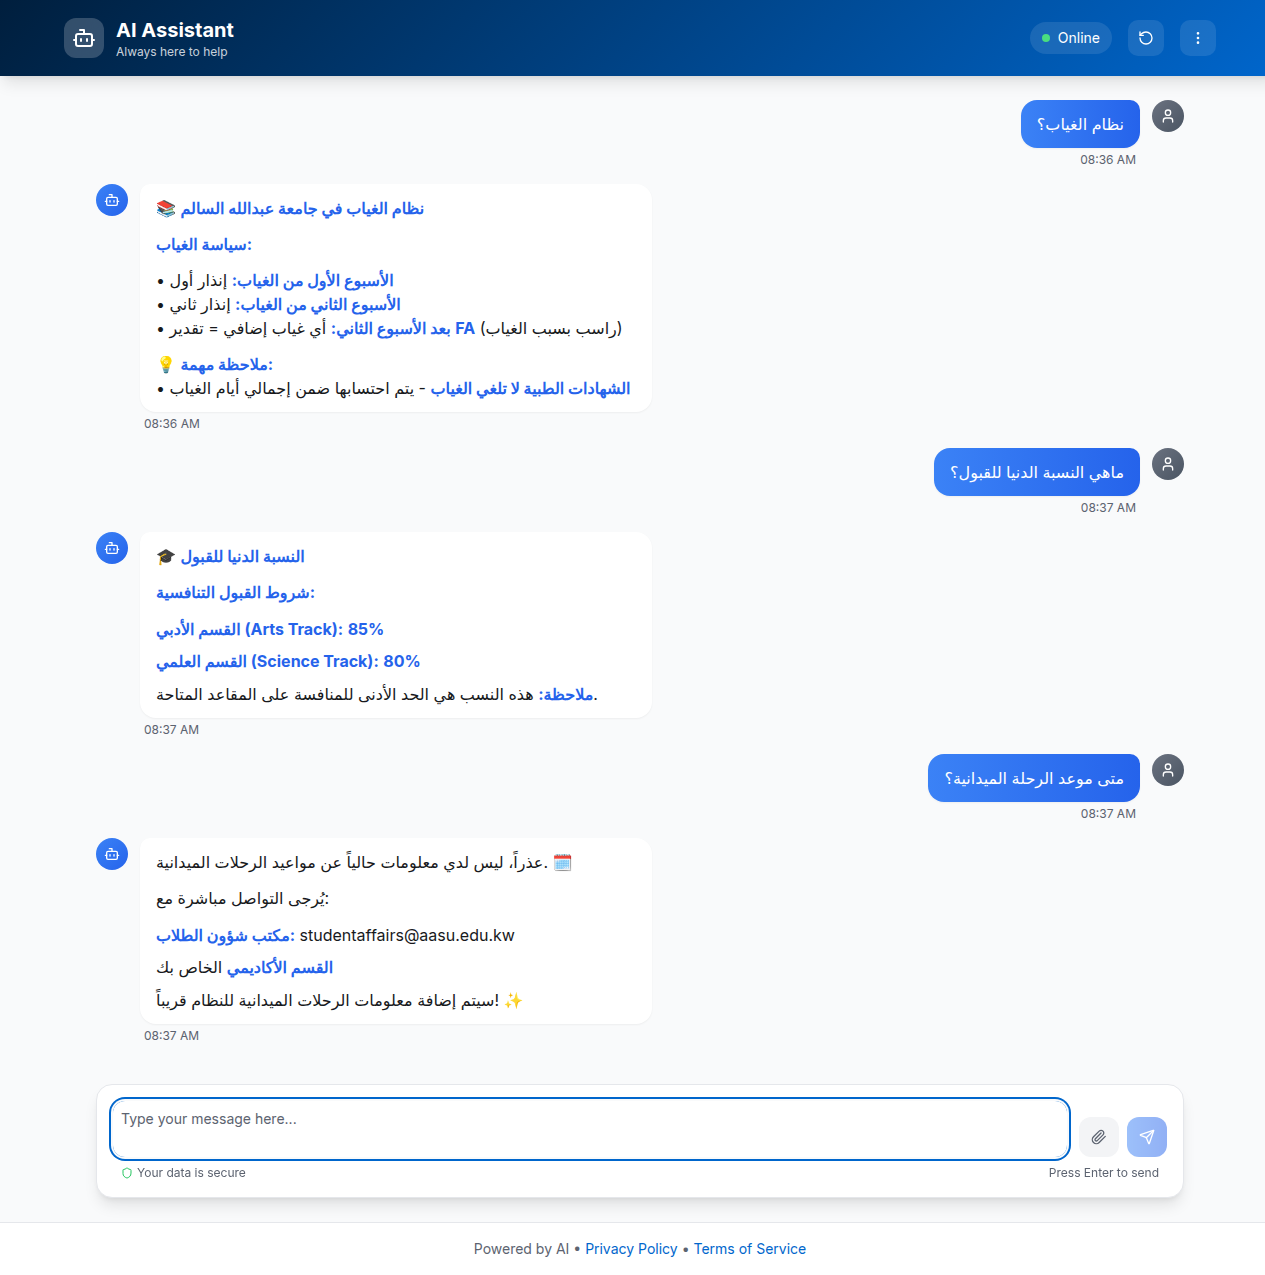 AI Assistant
Always here to help
Online
نظام الغياب؟
08:36 AM
📚 نظام الغياب في جامعة عبدالله السالم
سياسة الغياب:
• الأسبوع الأول من الغياب: إنذار أول
• الأسبوع الثاني من الغياب: إنذار ثاني
• بعد الأسبوع الثاني: أي غياب إضافي = تقدير FA (راسب بسبب الغياب)
💡 ملاحظة مهمة:
• الشهادات الطبية لا تلغي الغياب - يتم احتسابها ضمن إجمالي أيام الغياب
08:36 AM
ماهي النسبة الدنيا للقبول؟
08:37 AM
🎓 النسبة الدنيا للقبول
شروط القبول التنافسية:
القسم الأدبي (Arts Track): 85%
القسم العلمي (Science Track): 80%
ملاحظة: هذه النسب هي الحد الأدنى للمنافسة على المقاعد المتاحة.
08:37 AM
متى موعد الرحلة الميدانية؟
08:37 AM
عذراً، ليس لدي معلومات حالياً عن مواعيد الرحلات الميدانية. 🗓️
يُرجى التواصل مباشرة مع:
مكتب شؤون الطلاب: studentaffairs@aasu.edu.kw
القسم الأكاديمي الخاص بك
سيتم إضافة معلومات الرحلات الميدانية للنظام قريباً! ✨
08:37 AM
Type your message here...
Your data is secure
Press Enter to send
Powered by AI • Privacy Policy • Terms of Service